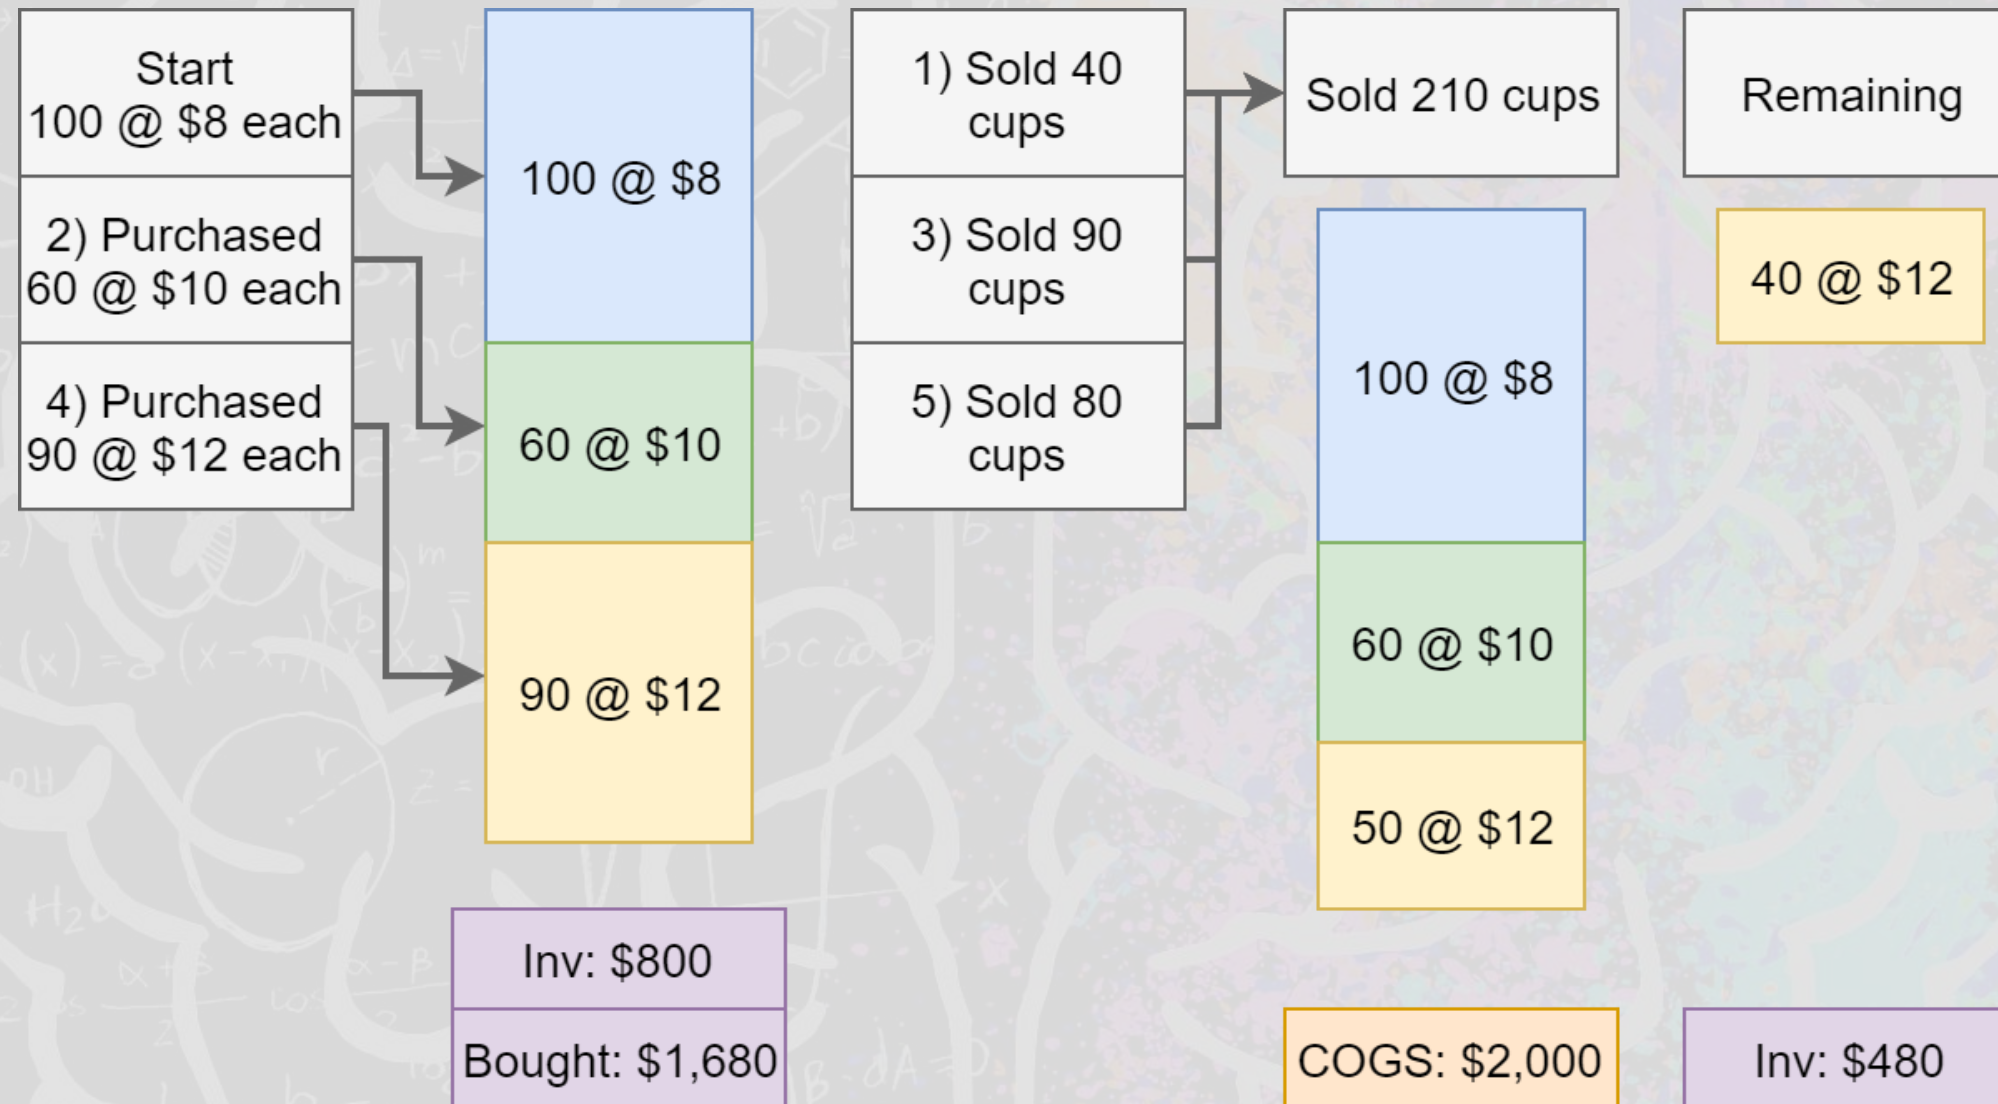 Start
100 @ $8 each
2) Purchased
60 @ $10 each
4) Purchased
90 @ $12 each
100 @ $8
60 @ $10
90 @ $12
Inv: $800
Bought: $1,680
1) Sold 40
cups
3) Sold 90
cups
5) Sold 80
cups
Sold 210 cups
100 @ $8
60 @ $10
50 @ $12
COGS: $2,000
Remaining
40 @ $12
Inv: $480